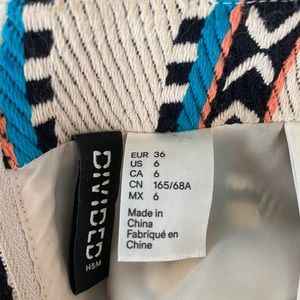 DIVIDED
H&M
EUR 36
US 6
CA 6
CN 165/68A
MX 6
Made in
China
Fabriqué en
Chine